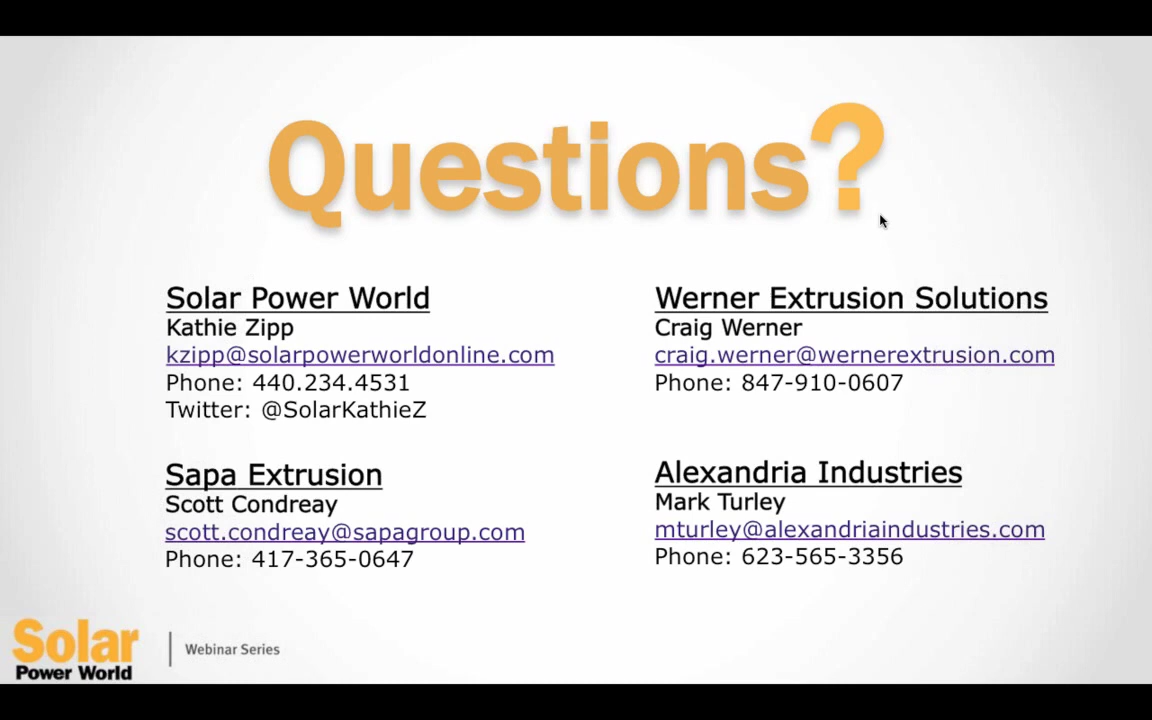 Questions?
Solar Power World
Kathie Zipp
kzipp@solarpowerworldonline.com
Phone: 440.234.4531
Twitter: @SolarKathieZ
Werner Extrusion Solutions
Craig Werner
craig.werner@wernerextrusion.com
Phone: 847-910-0607
Sapa Extrusion
Scott Condreay
scott.condreay@sapagroup.com
Phone: 417-365-0647
Alexandria Industries
Mark Turley
mturley@alexandriaindustries.com
Phone: 623-565-3356
Solar
Power World
Webinar Series